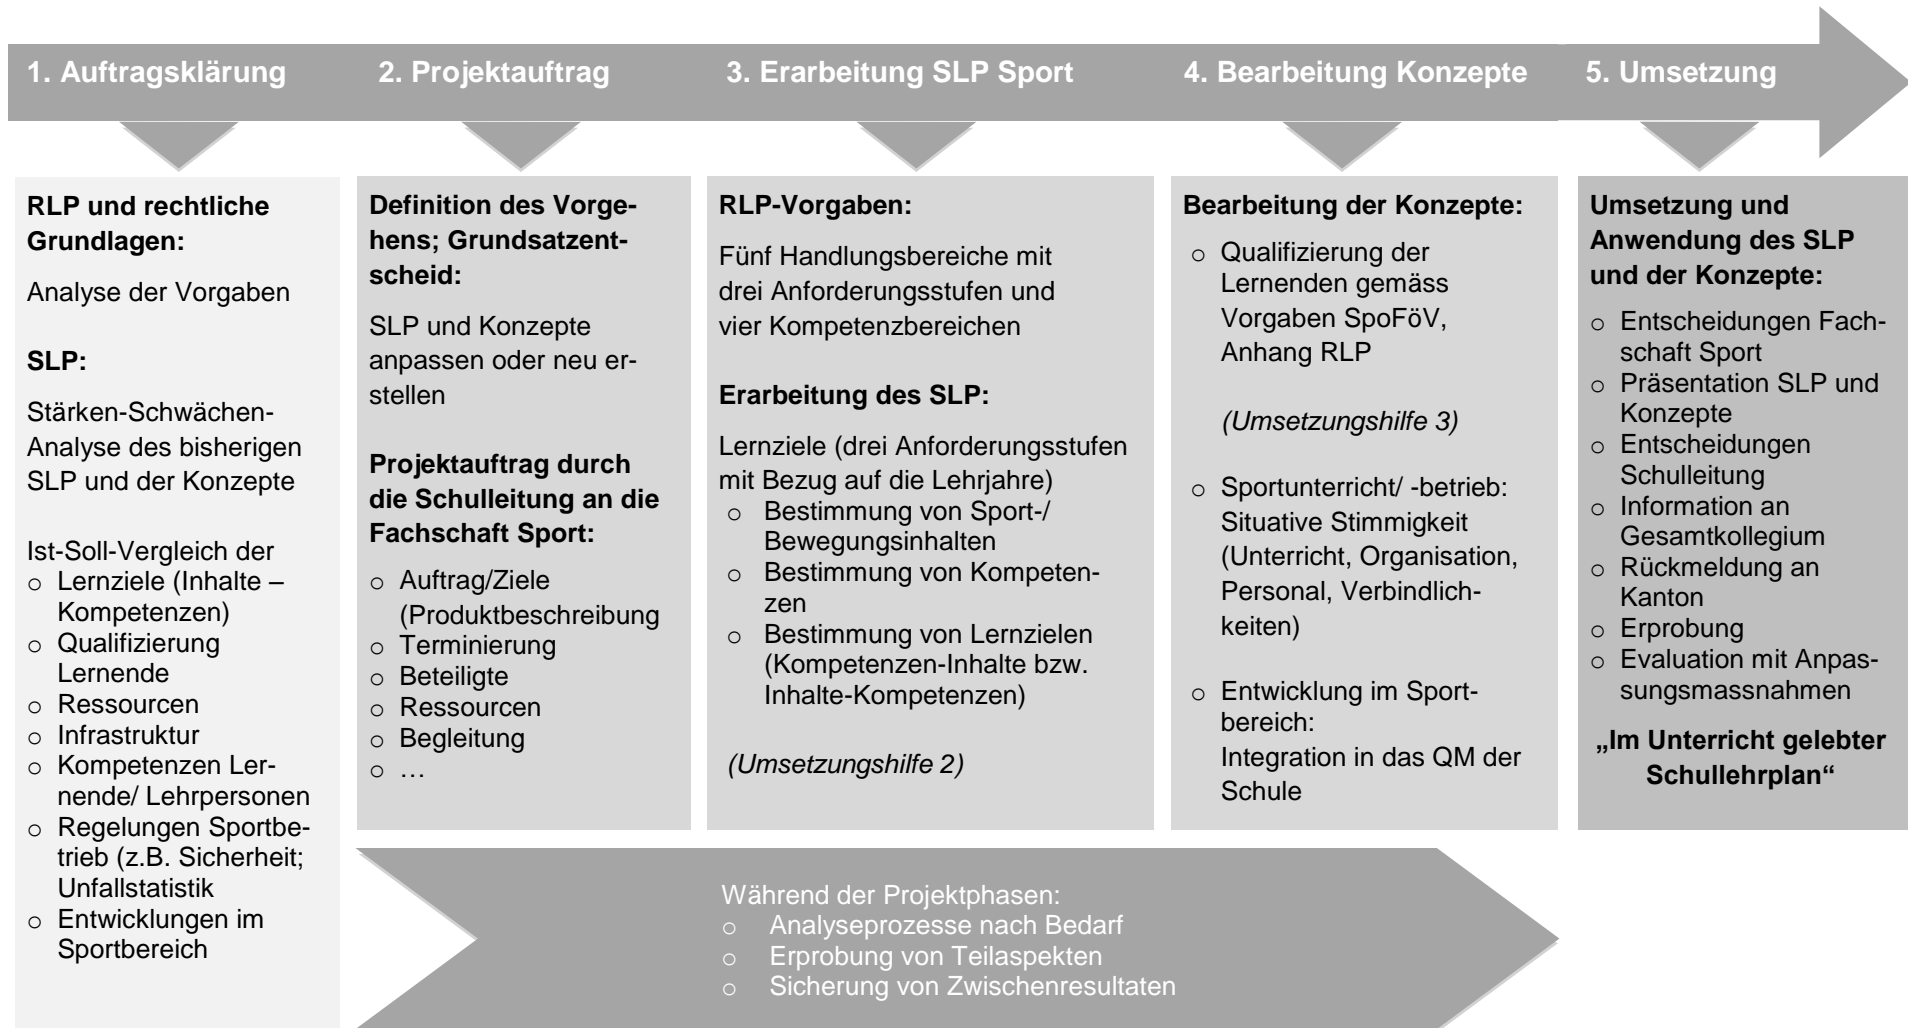 1. Auftragsklärung
2. Projektauftrag
3. Erarbeitung SLP Sport
4. Bearbeitung Konzepte
5. Umsetzung
RLP und rechtliche
Grundlagen:
Analyse der Vorgaben
SLP:
Stärken-Schwächen-
Analyse des bisherigen
SLP und der Konzepte
Ist-Soll-Vergleich der
o Lernziele (Inhalte –
Kompetenzen)
o Qualifizierung
Lernende
o Ressourcen
o Infrastruktur
o Kompetenzen Ler-
nende/ Lehrpersonen
o Regelungen Sportbe-
trieb (z.B. Sicherheit;
Unfallstatistik
o Entwicklungen im
Sportbereich
Definition des Vorge-
hens; Grundsatzent-
scheid:
SLP und Konzepte
anpassen oder neu er-
stellen
Projektauftrag durch
die Schulleitung an die
Fachschaft Sport:
o Auftrag/Ziele
(Produktbeschreibung
o Terminierung
o Beteiligte
o Ressourcen
o Begleitung
o …
RLP-Vorgaben:
Fünf Handlungsbereiche mit
drei Anforderungsstufen und
vier Kompetenzbereichen
Erarbeitung des SLP:
Lernziele (drei Anforderungsstufen
mit Bezug auf die Lehrjahre)
o Bestimmung von Sport-/
Bewegungsinhalten
o Bestimmung von Kompeten-
zen
o Bestimmung von Lernzielen
(Kompetenzen-Inhalte bzw.
Inhalte-Kompetenzen)
(Umsetzungshilfe 2)
Bearbeitung der Konzepte:
o Qualifizierung der
Lernenden gemäss
Vorgaben SpoFöV,
Anhang RLP
(Umsetzungshilfe 3)
o Sportunterricht/ -betrieb:
Situative Stimmigkeit
(Unterricht, Organisation,
Personal, Verbindlich-
keiten)
o Entwicklung im Sport-
bereich:
Integration in das QM der
Schule
Umsetzung und
Anwendung des SLP
und der Konzepte:
o Entscheidungen Fach-
schaft Sport
o Präsentation SLP und
Konzepte
o Entscheidungen
Schulleitung
o Information an
Gesamtkollegium
o Rückmeldung an
Kanton
o Erprobung
o Evaluation mit Anpas-
sungsmassnahmen
„Im Unterricht gelebter
Schullehrplan“
Während der Projektphasen:
o Analyseprozesse nach Bedarf
o Erprobung von Teilaspekten
o Sicherung von Zwischenresultaten